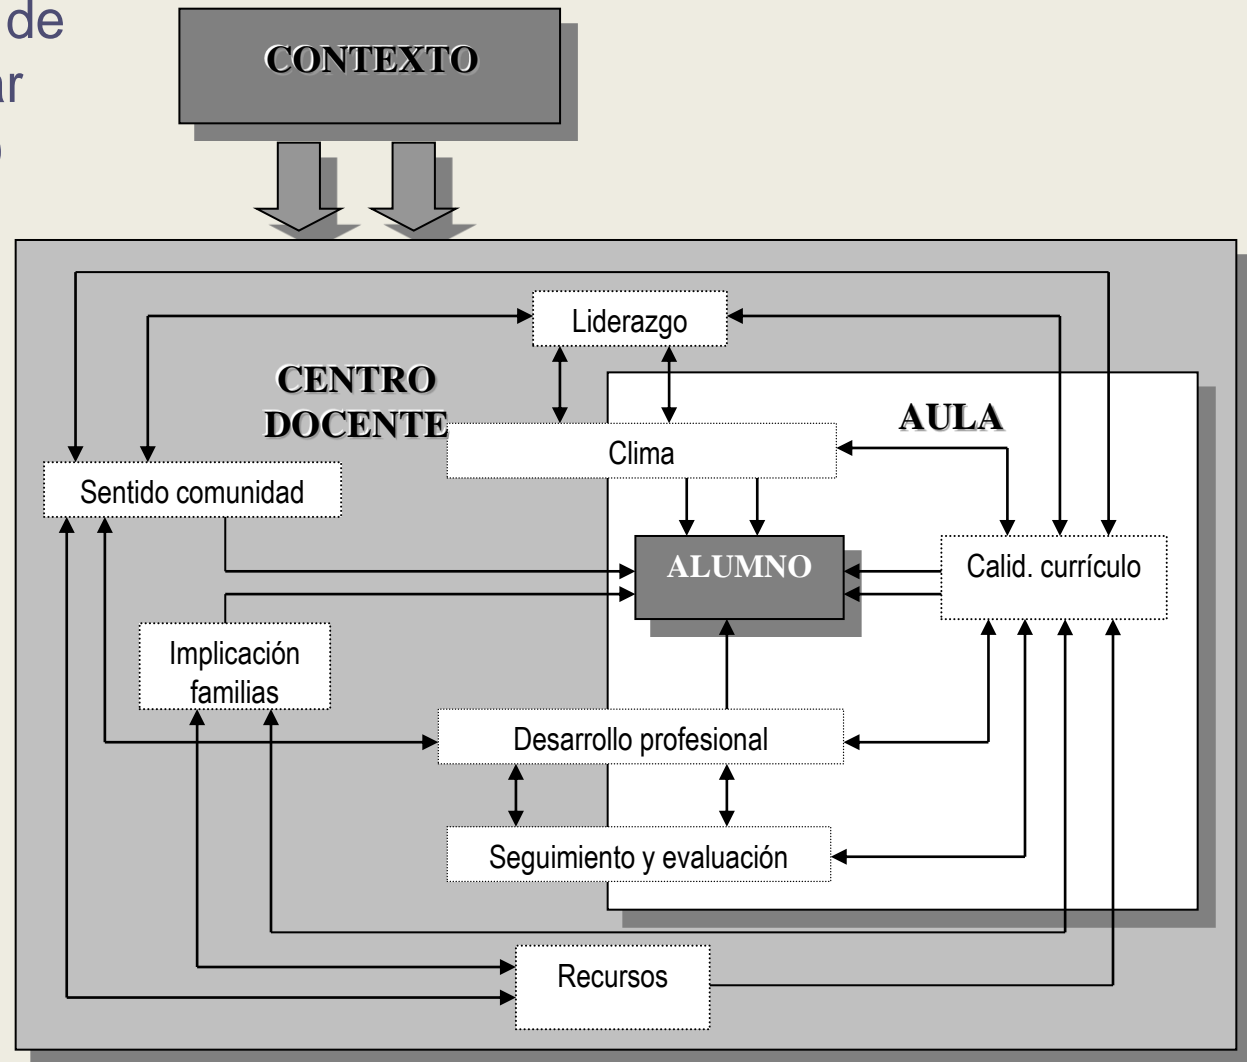 de
CONTEXTO
Liderazgo
CENTRO
DOCENTE
AULA
Clima
Sentido comunidad
ALUMNO
Calid. currículo
Implicación
familias
Desarrollo profesional
Seguimiento y evaluación
Recursos